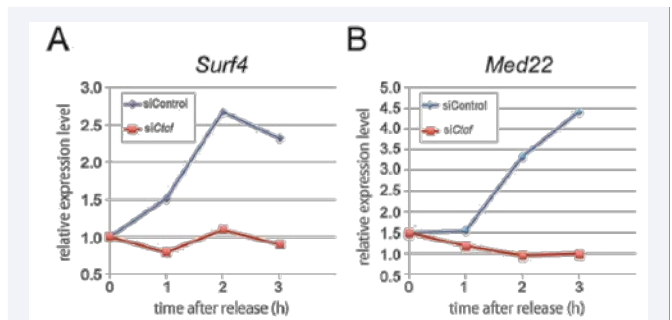 A
Surf4
3.0
2.5
2.0
1.5
1.0
0.5
siControl
siCtcf
relative expression level
0
1
2
3
time after release (h)
B
Med22
5.0
4.5
4.0
3.5
3.0
2.5
2.0
1.5
1.0
0.5
siControl
siCtcf
relative expression level
0
1
2
3
time after release (h)